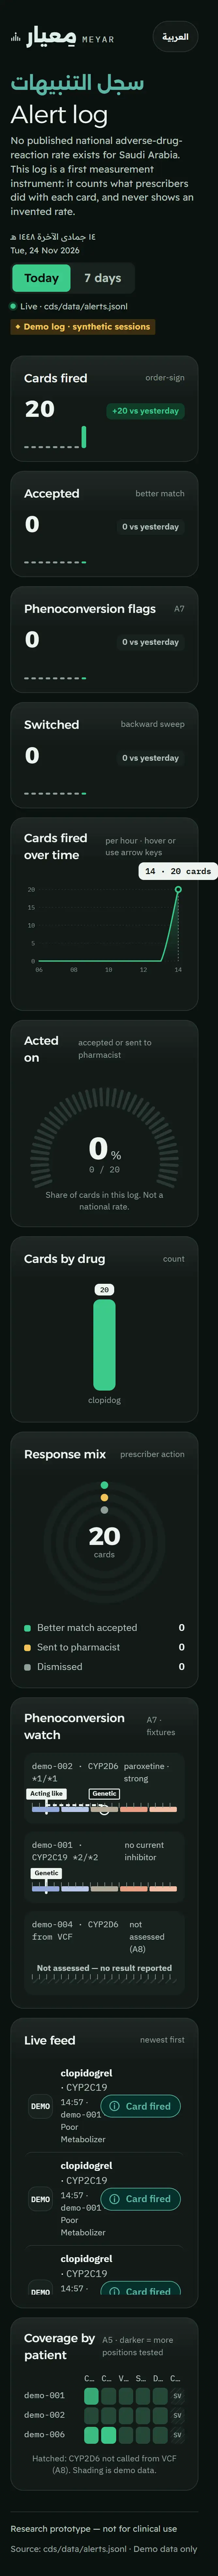 معيار MEYAR
العربية
سجل التنبيهات
Alert log
No published national adverse-drug-
reaction rate exists for Saudi Arabia.
This log is a first measurement
instrument: it counts what prescribers
did with each card, and never shows an
invented rate.
١٤ جمادى الآخرة ١٤٤٨ هـ
Tue, 24 Nov 2026
Today 7 days
Live · cds/data/alerts.jsonl
✦ Demo log · synthetic sessions
Cards fired order-sign
20 +20 vs yesterday
Accepted better match
0 0 vs yesterday
Phenoconversion flags A7
0 0 vs yesterday
Switched backward sweep
0 0 vs yesterday
Cards fired
over time
per hour · hover or
use arrow keys
14 · 20 cards
20
15
10
5
0
06 08 10 12 14
Acted
on
accepted or sent to
pharmacist
0 %
0 / 20
Share of cards in this log. Not a
national rate.
Cards by drug count
20
clopidog
Response mix prescriber action
20
cards
Better match accepted 0
Sent to pharmacist 0
Dismissed 0
Phenoconversion
watch
A7 ·
fixtures
demo-002 · CYP2D6
*1/*1
paroxetine ·
strong
Acting like Genetic
demo-001 ·
CYP2C19 *2/*2
no current
inhibitor
Genetic
demo-004 · CYP2D6
from VCF
not
assessed
(A8)
Not assessed — no result reported
Live feed newest first
clopidogrel
· CYP2C19
DEMO
14:57 ·
demo-001 ·
Poor
Metabolizer
Card fired
clopidogrel
· CYP2C19
DEMO
14:57 ·
demo-001 ·
Poor
Metabolizer
Card fired
clopidogrel
· CYP2C19
DEMO
14:57 ·
Card fired
Coverage by
patient
A5 · darker = more
positions tested
C… C… V… S… D… C…
demo-001 SV
demo-002 SV
demo-006 SV
Hatched: CYP2D6 not called from VCF
(A8). Shading is demo data.
Research prototype — not for clinical use
Source: cds/data/alerts.jsonl · Demo data only